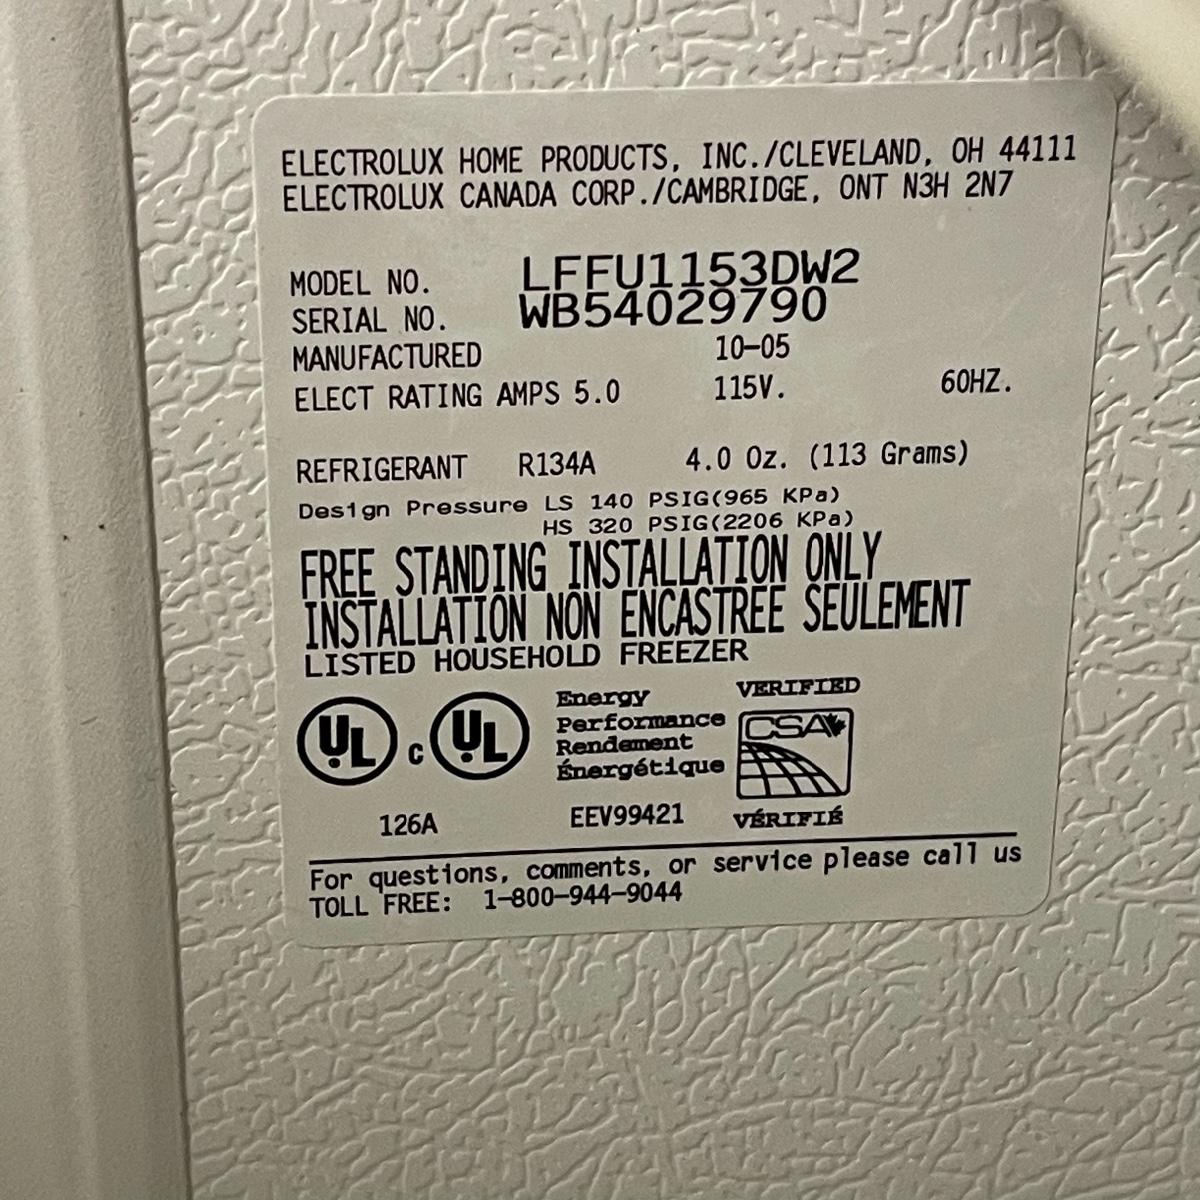 ELECTROLUX HOME PRODUCTS, INC./CLEVELAND, OH 44111
ELECTROLUX CANADA CORP./CAMBRIDGE, ONT N3H 2N7
MODEL NO. LFFU1153DW2
SERIAL NO. WB54029790
MANUFACTURED 10-05
ELECT RATING AMPS 5.0 115V. 60HZ.
REFRIGERANT R134A 4.0 Oz. (113 Grams)
Design Pressure LS 140 PSIG(965 KPa)
HS 320 PSIG(2206 KPa)
FREE STANDING INSTALLATION ONLY
INSTALLATION NON ENCASTREE SEULEMENT
LISTED HOUSEHOLD FREEZER
UL c UL
126A
Energy
Performance
Rendement
Énergétique
EEV99421
VERIFIED
CSA
VÉRIFIÉ
For questions, comments, or service please call us
TOLL FREE: 1-800-944-9044